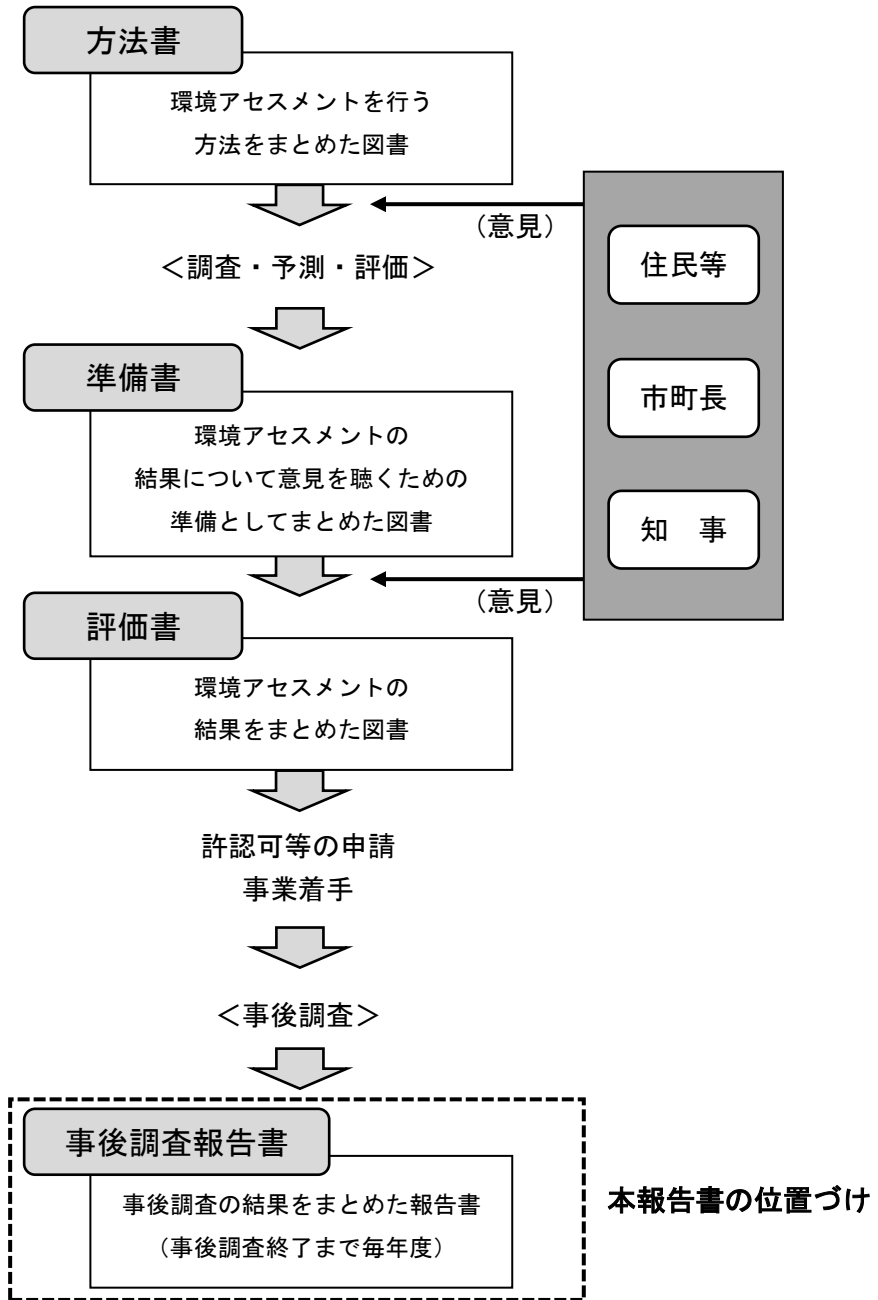 方法書
環境アセスメントを行う
方法をまとめた図書
（意見）
住民等
＜調査・予測・評価＞
市町長
準備書
環境アセスメントの
結果について意見を聴くための
準備としてまとめた図書
知　事
（意見）
評価書
環境アセスメントの
結果をまとめた図書
許認可等の申請
事業着手
＜事後調査＞
事後調査報告書
事後調査の結果をまとめた報告書
（事後調査終了まで毎年度）
本報告書の位置づけ